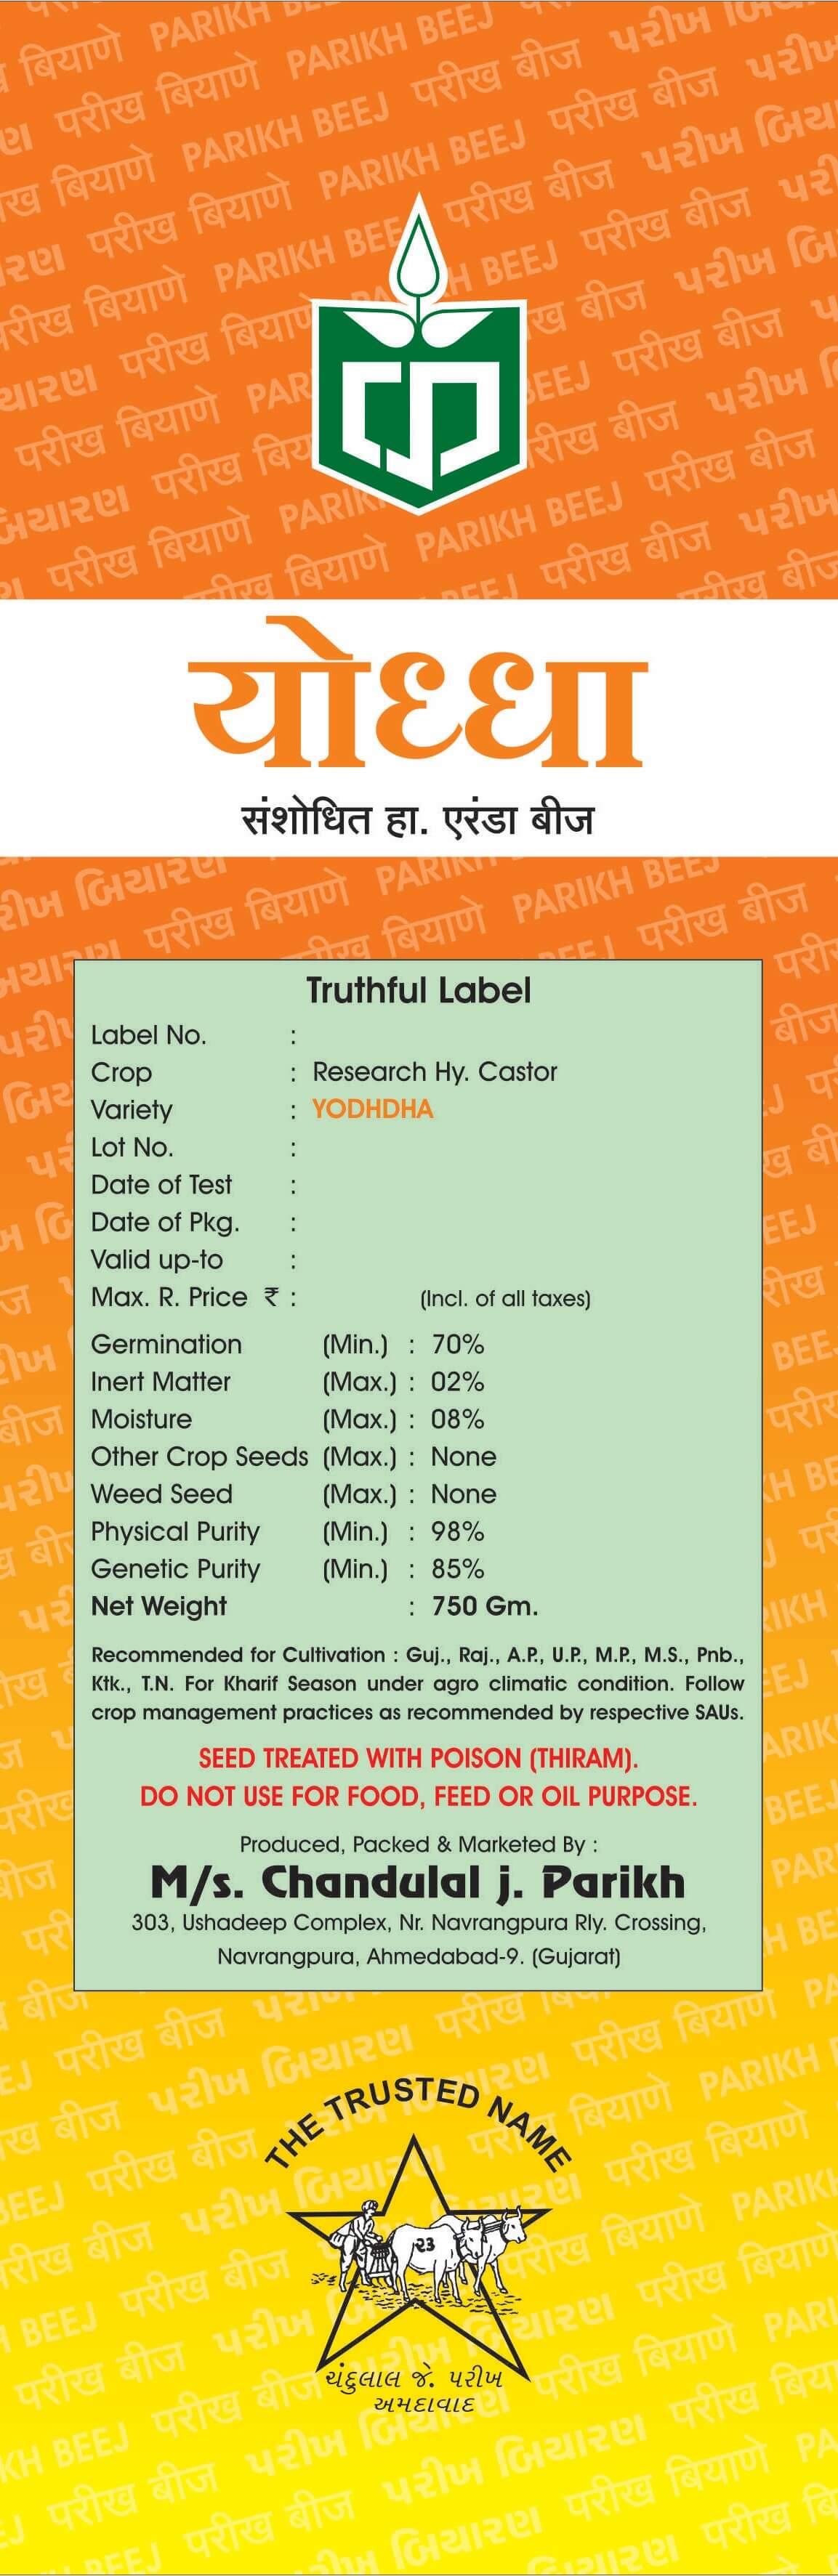 योध्धा
संशोधित हा. एरंडा बीज
Truthful Label
Label No. :
Crop : Research Hy. Castor
Variety : YODHDHA
Lot No. :
Date of Test :
Date of Pkg. :
Valid up-to :
Max. R. Price ₹ : (Incl. of all taxes)
Germination (Min.) : 70%
Inert Matter (Max.) : 02%
Moisture (Max.) : 08%
Other Crop Seeds (Max.) : None
Weed Seed (Max.) : None
Physical Purity (Min.) : 98%
Genetic Purity (Min.) : 85%
Net Weight : 750 Gm.
Recommended for Cultivation : Guj., Raj., A.P., U.P., M.P., M.S., Pnb.,
Ktk., T.N. For Kharif Season under agro climatic condition. Follow
crop management practices as recommended by respective SAUs.
SEED TREATED WITH POISON (THIRAM).
DO NOT USE FOR FOOD, FEED OR OIL PURPOSE.
Produced, Packed & Marketed By :
M/s. Chandulal j. Parikh
303, Ushadeep Complex, Nr. Navrangpura Rly. Crossing,
Navrangpura, Ahmedabad-9. (Gujarat)
THE TRUSTED NAME
૨૩
ચંદુલાલ જે. પરીખ
અમદાવાદ